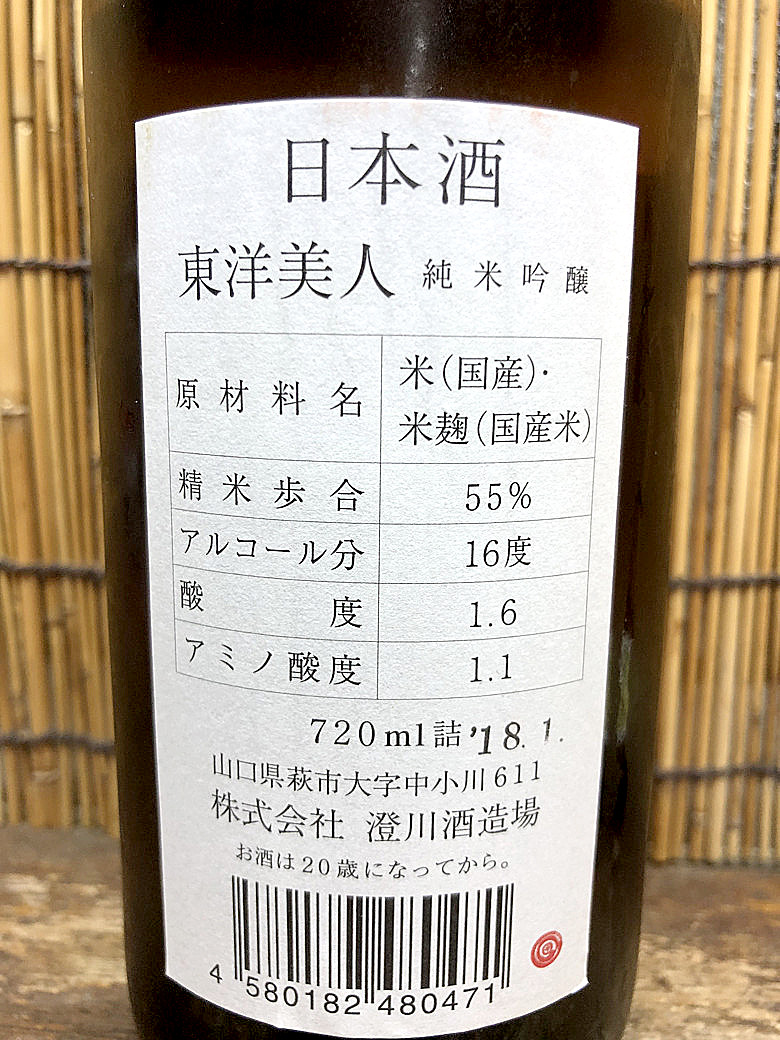 日本酒
東洋美人 純米吟醸
原材料名 米(国産)・
米麹(国産米)
精米歩合 55%
アルコール分 16度
酸度 1.6
アミノ酸度 1.1
720ml詰 '18.1.
山口県萩市大字中小川611
株式会社 澄川酒造場
お酒は20歳になってから。
4 580182 480471